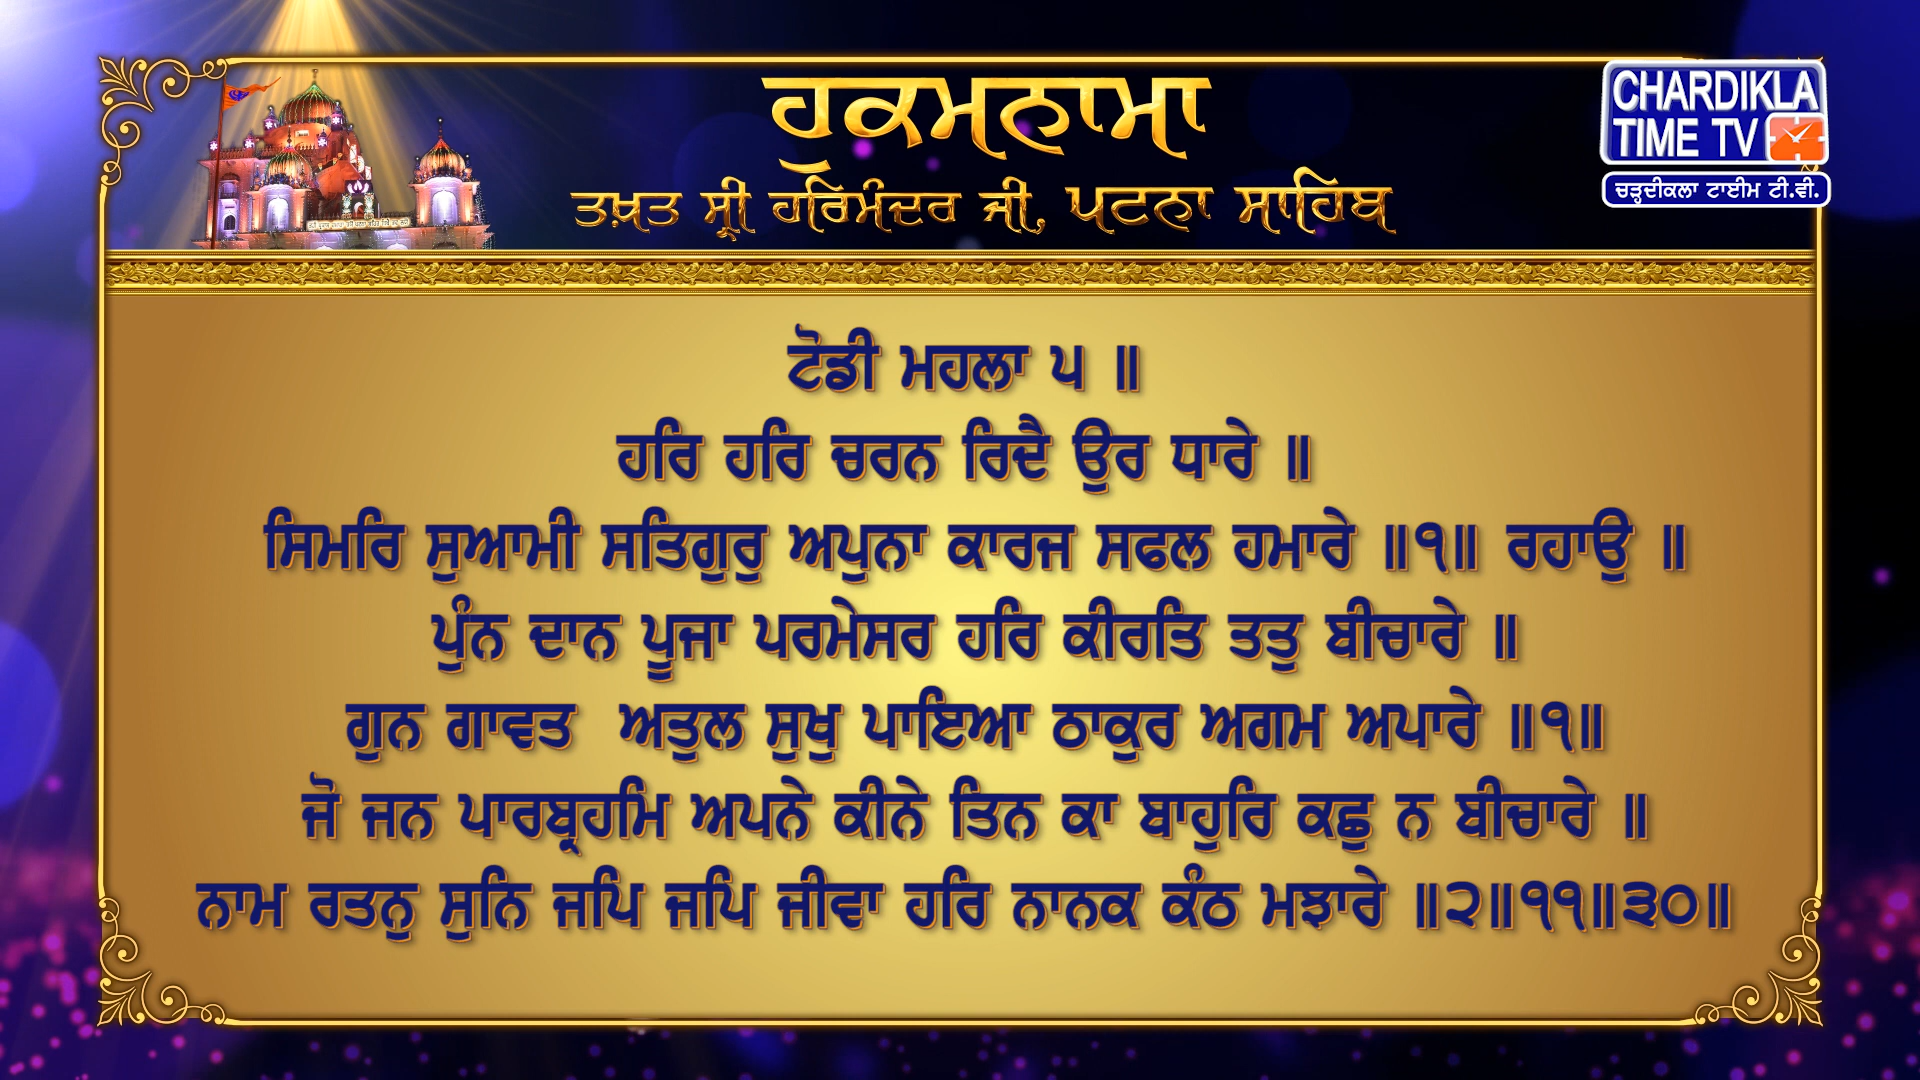 ਹੁਕਮਨਾਮਾ
ਤਖ਼ਤ ਸ੍ਰੀ ਹਰਿਮੰਦਰ ਜੀ, ਪਟਨਾ ਸਾਹਿਬ
CHARDIKLA
TIME TV
ਚੜ੍ਹਦੀਕਲਾ ਟਾਈਮ ਟੀ.ਵੀ.
ਟੋਡੀ ਮਹਲਾ ੫ ॥
ਹਰਿ ਹਰਿ ਚਰਨ ਰਿਦੈ ਉਰ ਧਾਰੇ ॥
ਸਿਮਰਿ ਸੁਆਮੀ ਸਤਿਗੁਰੁ ਅਪੁਨਾ ਕਾਰਜ ਸਫਲ ਹਮਾਰੇ ॥੧॥ ਰਹਾਉ ॥
ਪੁੰਨ ਦਾਨ ਪੂਜਾ ਪਰਮੇਸਰ ਹਰਿ ਕੀਰਤਿ ਤਤੁ ਬੀਚਾਰੇ ॥
ਗੁਨ ਗਾਵਤ ਅਤੁਲ ਸੁਖੁ ਪਾਇਆ ਠਾਕੁਰ ਅਗਮ ਅਪਾਰੇ ॥੧॥
ਜੋ ਜਨ ਪਾਰਬ੍ਰਹਮਿ ਅਪਨੇ ਕੀਨੇ ਤਿਨ ਕਾ ਬਾਹੁਰਿ ਕਛੁ ਨ ਬੀਚਾਰੇ ॥
ਨਾਮ ਰਤਨੁ ਸੁਨਿ ਜਪਿ ਜਪਿ ਜੀਵਾ ਹਰਿ ਨਾਨਕ ਕੰਠ ਮਝਾਰੇ ॥੨॥੧੧॥੩੦॥